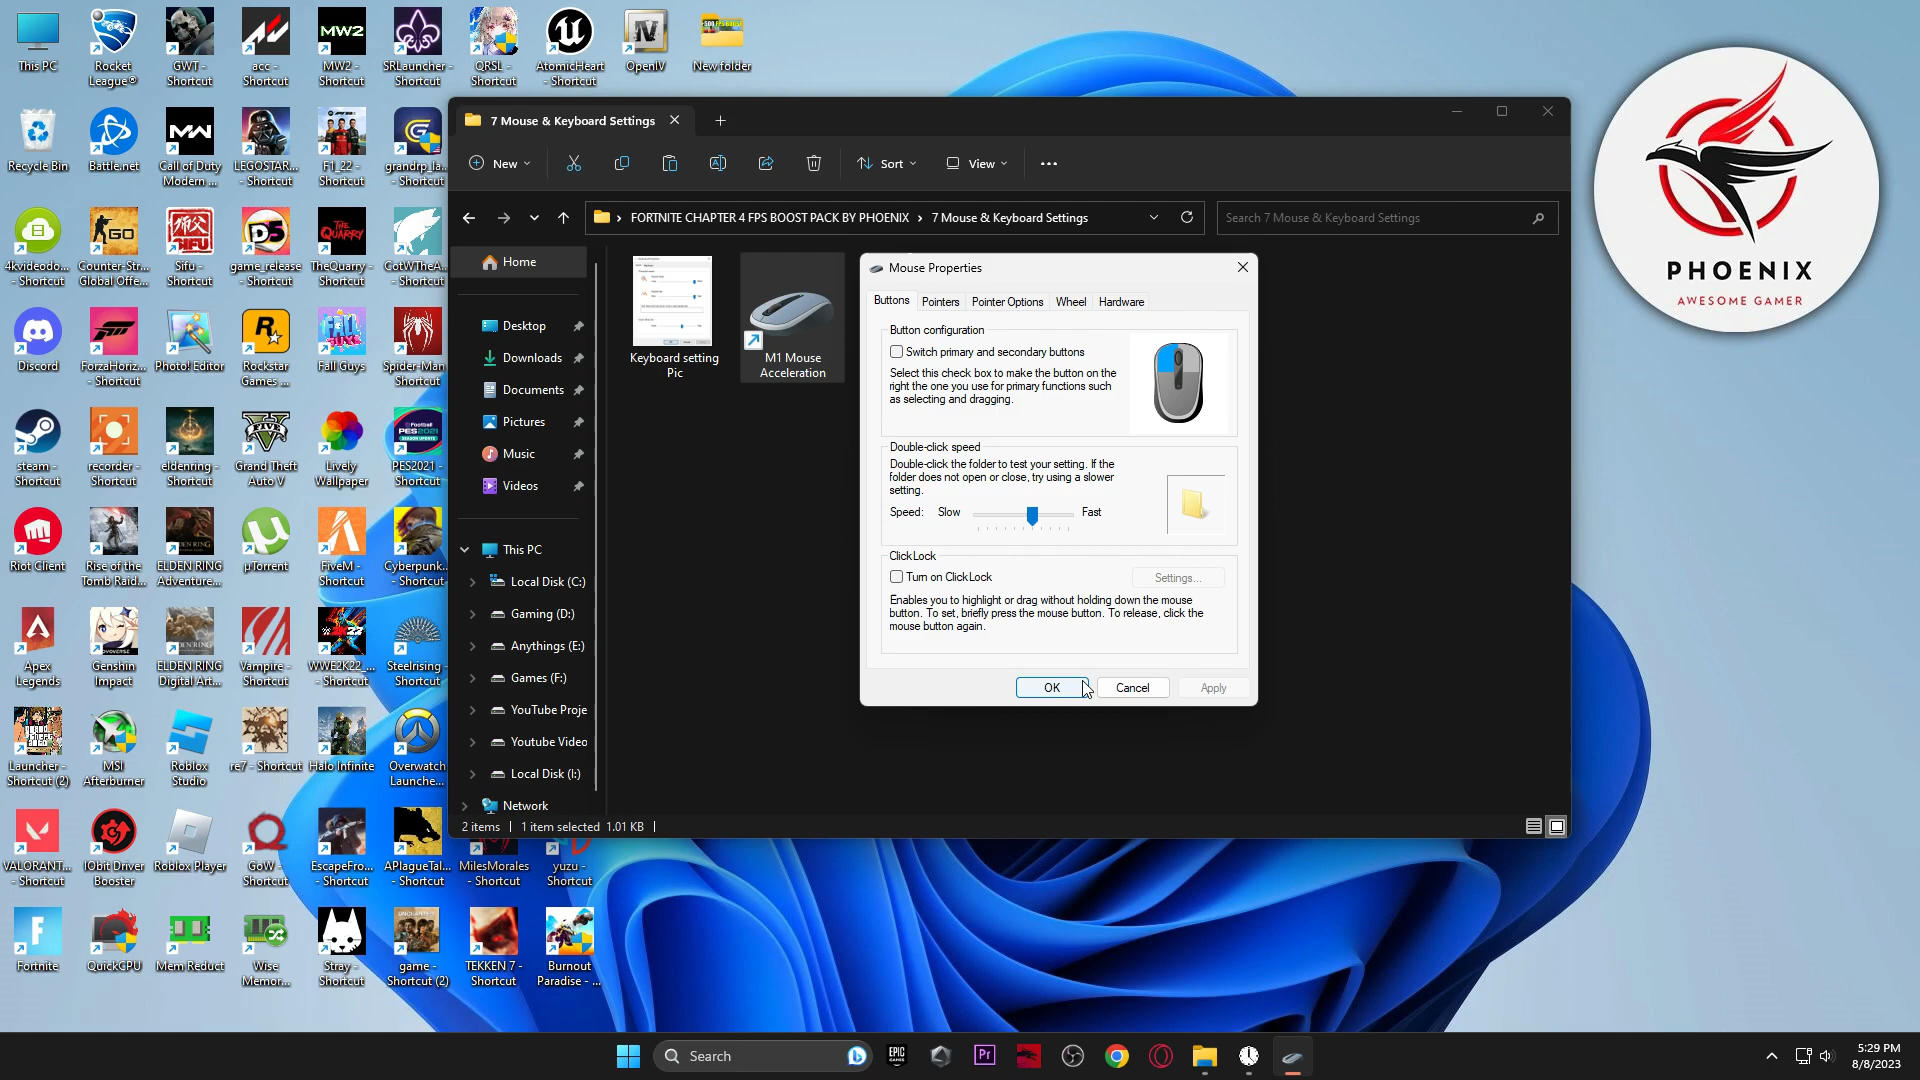 This PC
Rocket
League®
GWT -
Shortcut
acc -
Shortcut
MW2
MW2 -
Shortcut
SRLauncher -
Shortcut
QRSL -
Shortcut
AtomicHeart
- Shortcut
IV
OpenIV
+500 FPS BOOST
New folder
Recycle Bin
Battle.net
Call of Duty
Modern ...
LEGOSTAR...
- Shortcut
F1_22 -
Shortcut
grandrp_la...
- Shortcut
4kvideodo...
- Shortcut
GO
Counter-Str...
Global Offe...
SIFU
Sifu -
Shortcut
D5
game_release
- Shortcut
TheQuarry -
Shortcut
CotWTheA...
- Shortcut
Discord
ForzaHoriz...
- Shortcut
Photo! Editor
Rockstar
Games ...
FALL GUYS
Fall Guys
Spider-Man
- Shortcut
steam -
Shortcut
recorder -
Shortcut
eldenring -
Shortcut
Grand Theft
Auto V
Lively
Wallpaper
PES2021
PES2021 -
Shortcut
Riot Client
Rise of the
Tomb Raid...
ELDEN RING
Adventure...
µTorrent
FiveM -
Shortcut
Cyberpunk...
- Shortcut
Apex
Legends
Genshin
Impact
ELDEN RING
Digital Art...
Vampire -
Shortcut
WWE2K22_...
- Shortcut
Steelrising -
Shortcut
Launcher -
Shortcut (2)
MSI
Afterburner
Roblox
Studio
re7 - Shortcut
Halo Infinite
Overwatch
Launche...
VALORANT...
- Shortcut
IObit Driver
Booster
Roblox Player
GoW -
Shortcut
EscapeFro...
- Shortcut
APlagueTal...
- Shortcut
MilesMorales
- Shortcut
yuzu -
Shortcut
Fortnite
QuickCPU
Mem Reduct
Wise
Memor...
Stray -
Shortcut
game -
Shortcut (2)
TEKKEN 7 -
Shortcut
Burnout
Paradise - ...
7 Mouse & Keyboard Settings
New
Sort
View
FORTNITE CHAPTER 4 FPS BOOST PACK BY PHOENIX
7 Mouse & Keyboard Settings
Search 7 Mouse & Keyboard Settings
Home
Desktop
Downloads
Documents
Pictures
Music
Videos
This PC
Local Disk (C:)
Gaming (D:)
Anythings (E:)
Games (F:)
YouTube Proje
Youtube Video
Local Disk (I:)
Network
2 items
1 item selected 1.01 KB
Keyboard setting
Pic
M1 Mouse
Acceleration
Mouse Properties
Buttons Pointers Pointer Options Wheel Hardware
Button configuration
Switch primary and secondary buttons
Select this check box to make the button on the
right the one you use for primary functions such
as selecting and dragging.
Double-click speed
Double-click the folder to test your setting. If the
folder does not open or close, try using a slower
setting.
Speed: Slow Fast
ClickLock
Turn on ClickLock
Settings...
Enables you to highlight or drag without holding down the mouse
button. To set, briefly press the mouse button. To release, click the
mouse button again.
OK Cancel Apply
PHOENIX
AWESOME GAMER
Search
EPIC
GAMES
Pr
5:29 PM
8/8/2023